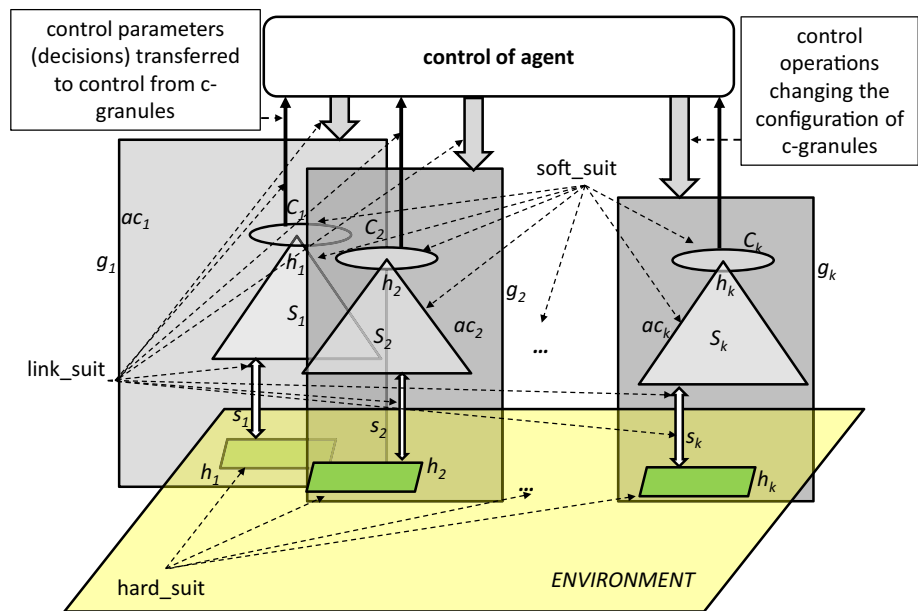 control parameters
(decisions) transferred
to control from c-
granules
control of agent
control
operations
changing the
configuration of
c-granules
soft_suit
ac₁
C₁
C₂
Cₖ
g₁
h₁
h₂
g₂
hₖ
gₖ
S₁
S₂
ac₂
...
acₖ
Sₖ
link_suit
s₁
s₂
sₖ
h₁
h₂
...
hₖ
hard_suit
ENVIRONMENT